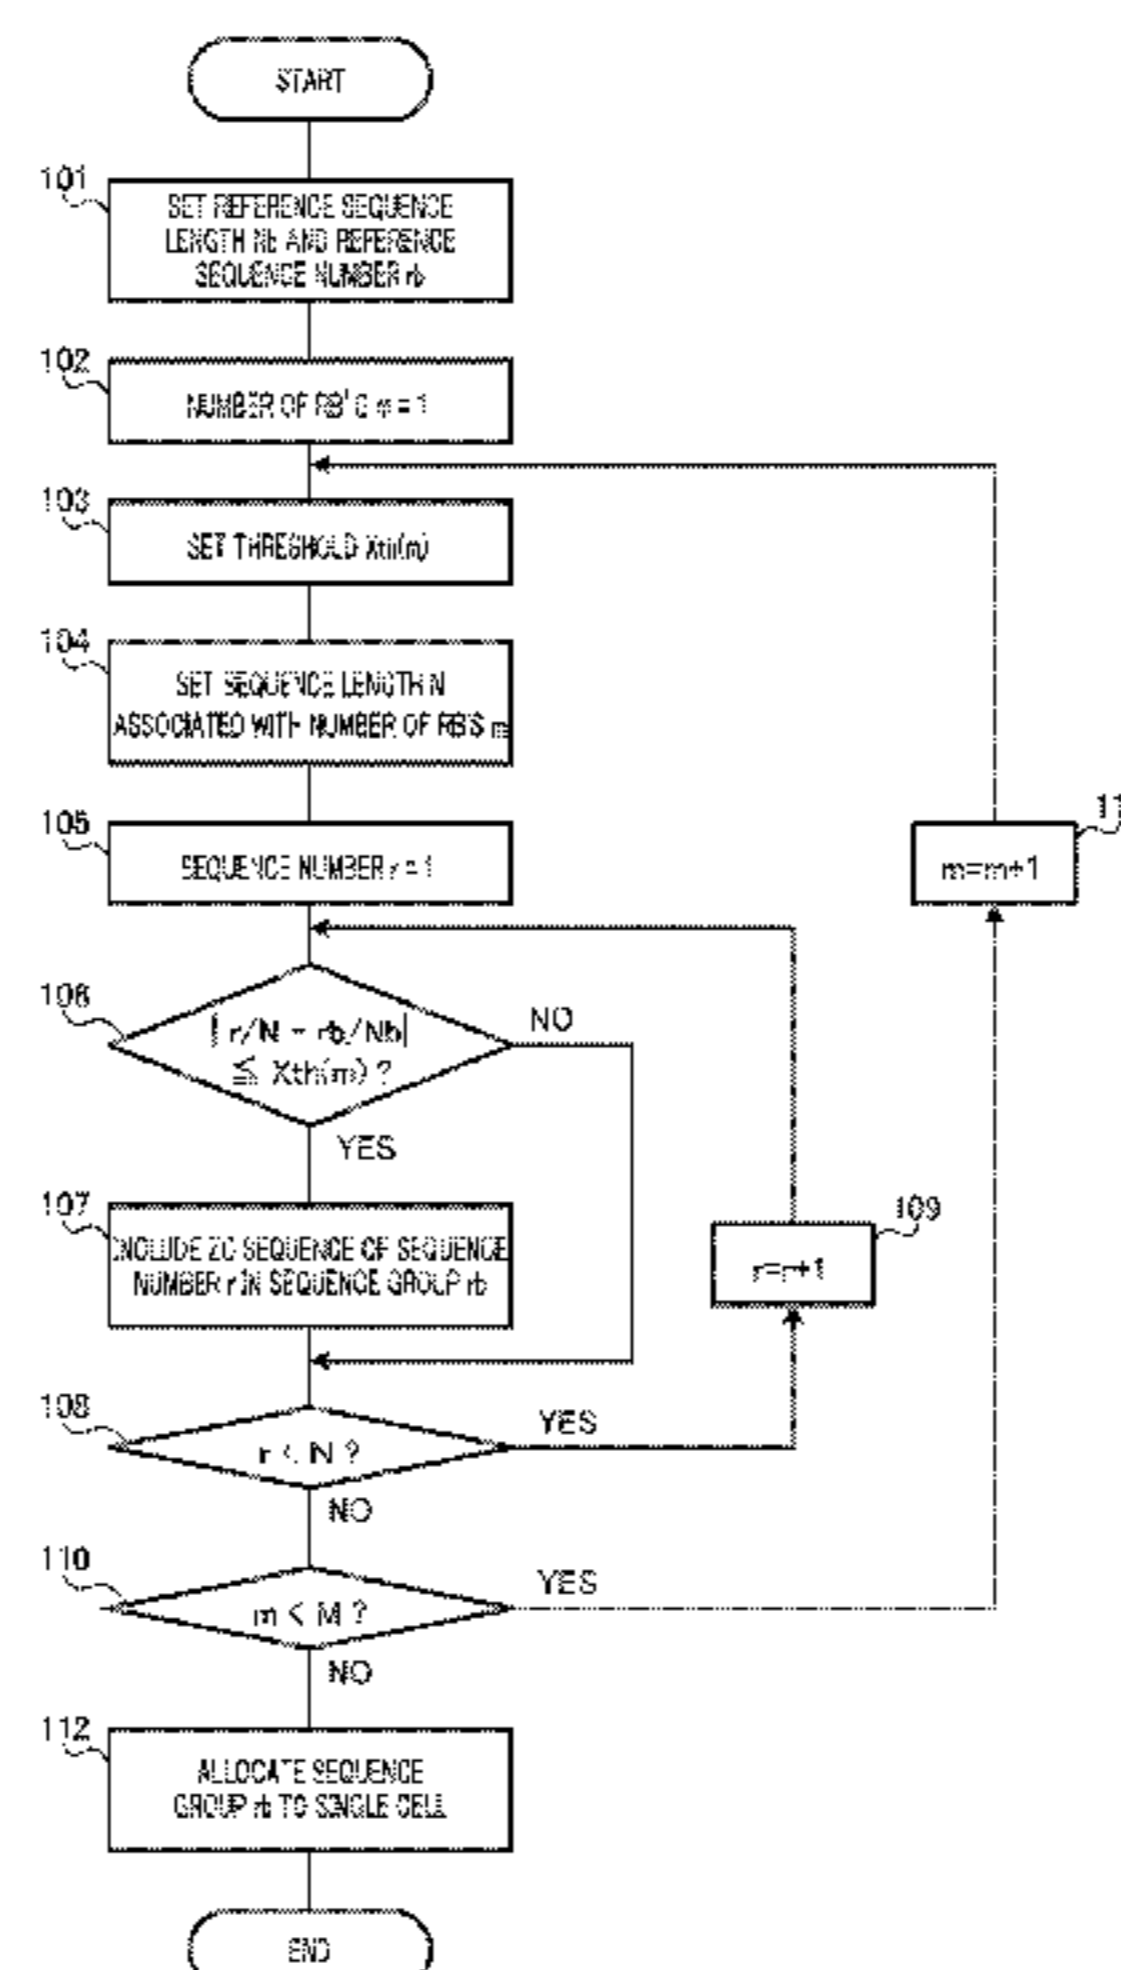 START
101
SET REFERENCE SEQUENCE
LENGTH Nb AND REFERENCE
SEQUENCE NUMBER rb
102
NUMBER OF RB'S m = 1
103
SET THRESHOLD Xth(m)
104
SET SEQUENCE LENGTH N
ASSOCIATED WITH NUMBER OF RB'S m
105
SEQUENCE NUMBER r = 1
11
m=m+1
106
| r/N - rb/Nb|
≦ Xth(m) ?
NO
YES
107
INCLUDE ZC SEQUENCE OF SEQUENCE
NUMBER r IN SEQUENCE GROUP rb
109
r=r+1
108
r < N ?
YES
NO
110
m < M ?
YES
NO
112
ALLOCATE SEQUENCE
GROUP rb TO SINGLE CELL
END